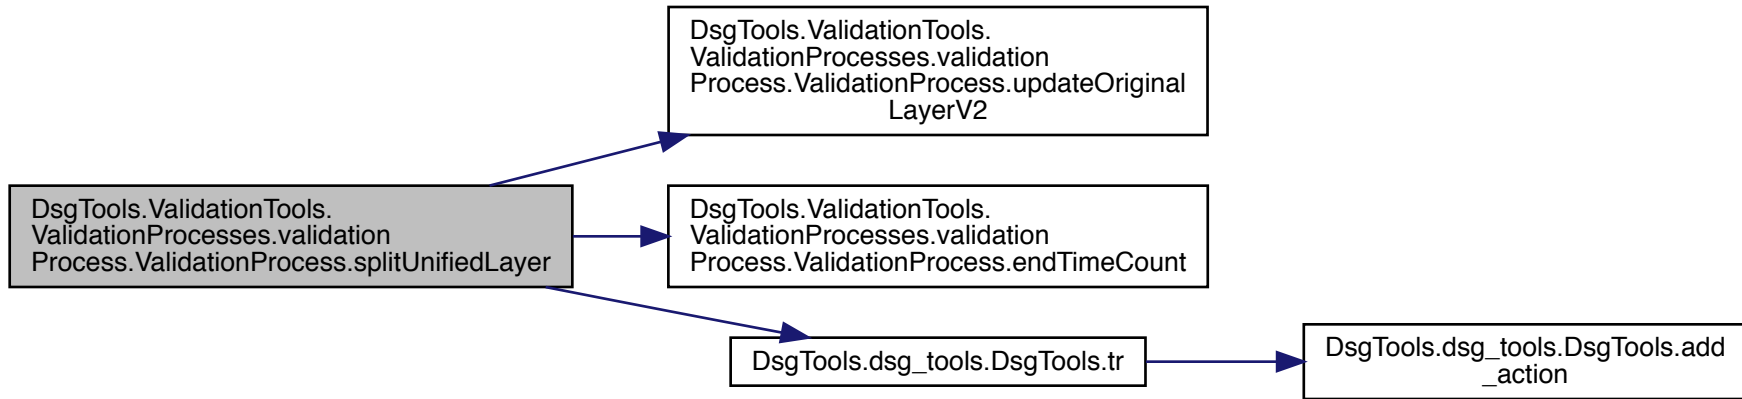 DsgTools.ValidationTools.
ValidationProcesses.validation
Process.ValidationProcess.updateOriginal
LayerV2
DsgTools.ValidationTools.
ValidationProcesses.validation
Process.ValidationProcess.splitUnifiedLayer
DsgTools.ValidationTools.
ValidationProcesses.validation
Process.ValidationProcess.endTimeCount
DsgTools.dsg_tools.DsgTools.tr
DsgTools.dsg_tools.DsgTools.add
_action